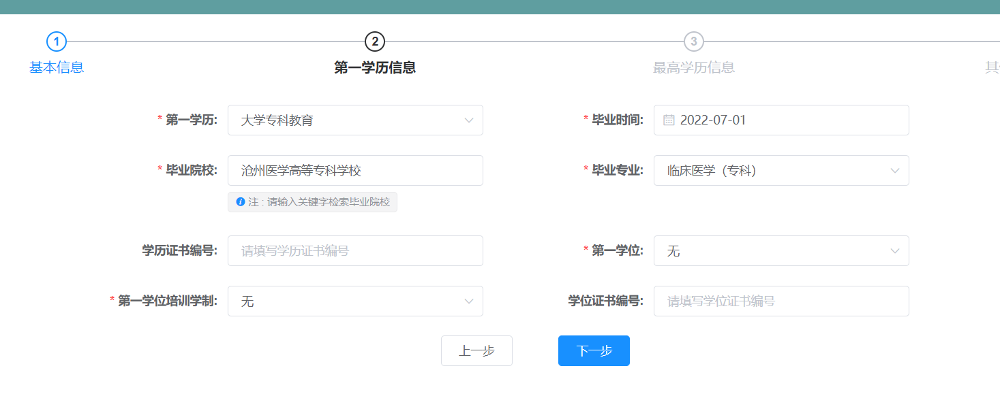 1
2
3
基本信息
第一学历信息
最高学历信息
其
* 第一学历: 大学专科教育
* 毕业时间: 2022-07-01
* 毕业院校: 沧州医学高等专科学校
* 毕业专业: 临床医学（专科）
注 : 请输入关键字检索毕业院校
学历证书编号: 请填写学历证书编号
* 第一学位: 无
* 第一学位培训学制: 无
学位证书编号: 请填写学位证书编号
上一步
下一步